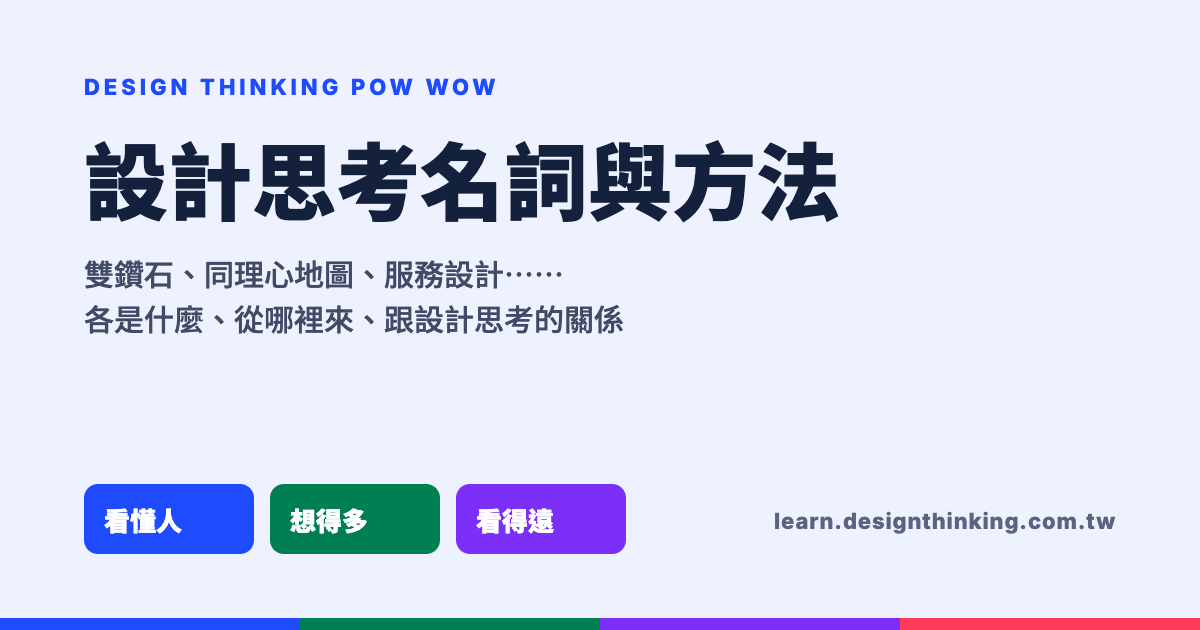 DESIGN THINKING POW WOW
設計思考名詞與方法
雙鑽石、同理心地圖、服務設計⋯⋯
各是什麼、從哪裡來、跟設計思考的關係
看懂人
想得多
看得遠
learn.designthinking.com.tw